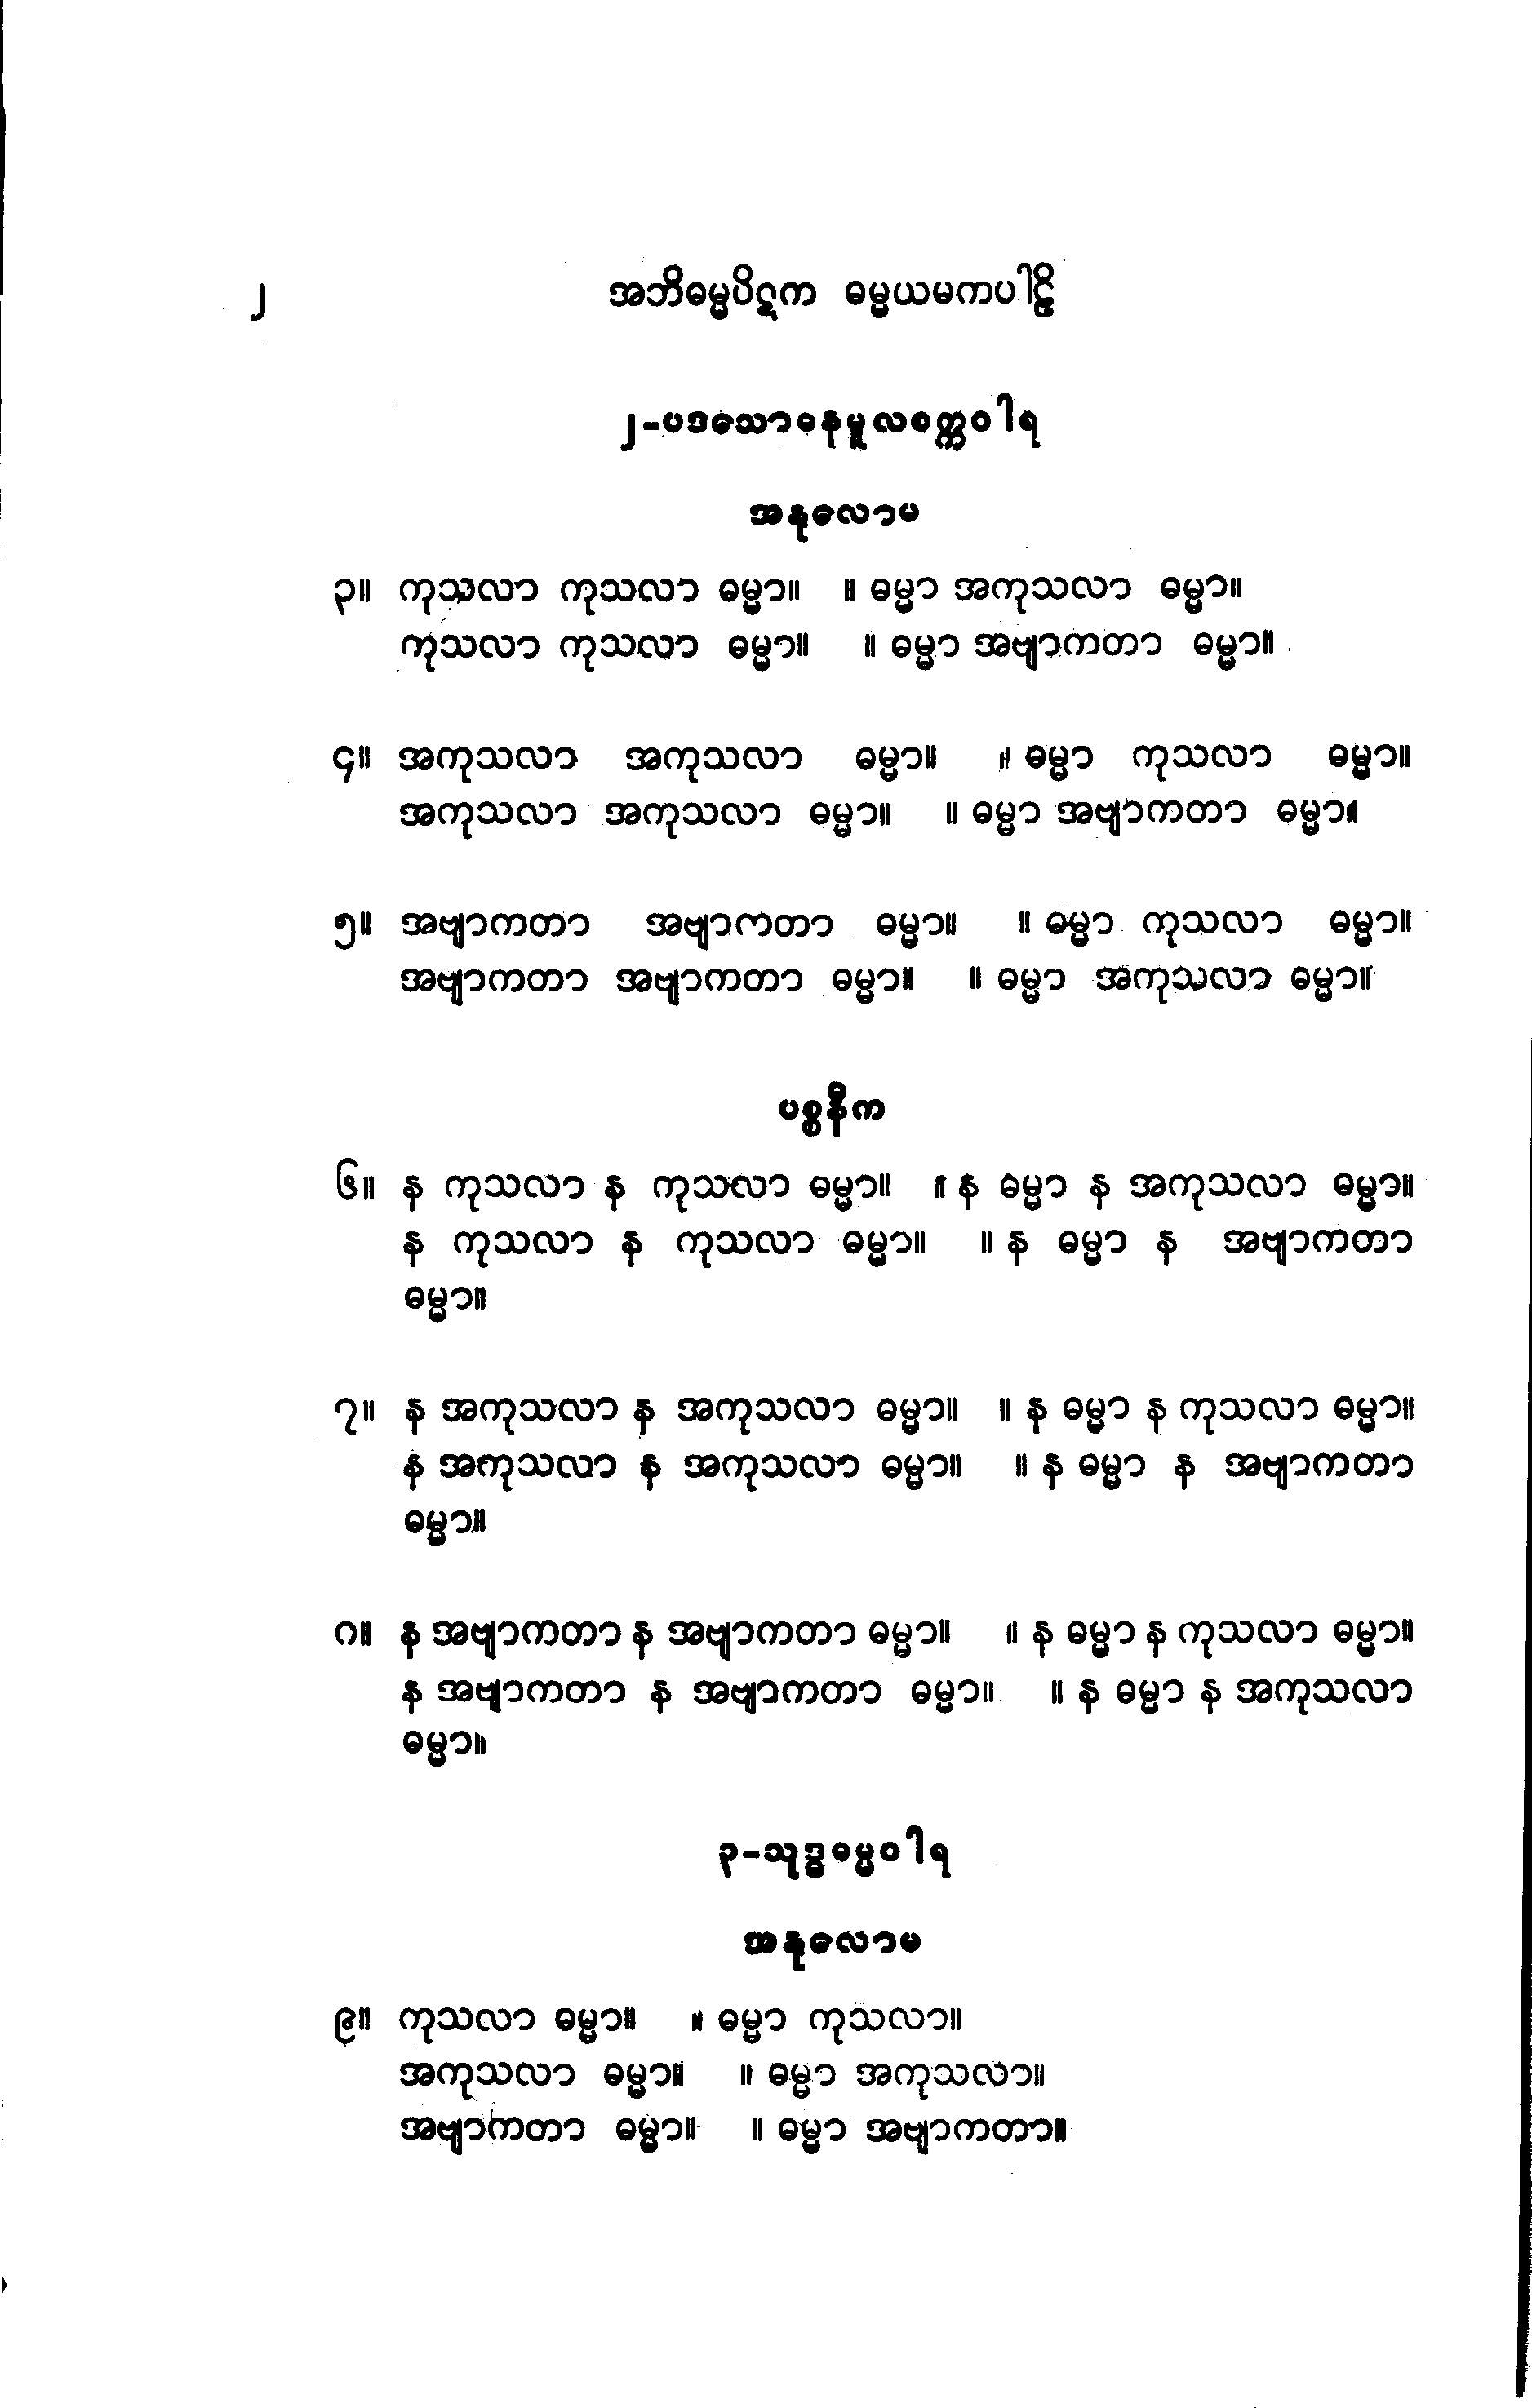 ၂ အဘိဓမ္မပိဋက ဓမ္မယမကပါဠိ
၂-ပဒသောဓနမူလစက္ကဝါရ
အနုလောမ
၃။ ကုသလာ ကုသလာ ဓမ္မာ။ ။ ဓမ္မာ အကုသလာ ဓမ္မာ။
ကုသလာ ကုသလာ ဓမ္မာ။ ။ ဓမ္မာ အဗျာကတာ ဓမ္မာ။
၄။ အကုသလာ အကုသလာ ဓမ္မာ။ ။ ဓမ္မာ ကုသလာ ဓမ္မာ။
အကုသလာ အကုသလာ ဓမ္မာ။ ။ ဓမ္မာ အဗျာကတာ ဓမ္မာ။
၅။ အဗျာကတာ အဗျာကတာ ဓမ္မာ။ ။ ဓမ္မာ ကုသလာ ဓမ္မာ။
အဗျာကတာ အဗျာကတာ ဓမ္မာ။ ။ ဓမ္မာ အကုသလာ ဓမ္မာ။
ပစ္စနီက
၆။ န ကုသလာ န ကုသလာ ဓမ္မာ။ ။ န ဓမ္မာ န အကုသလာ ဓမ္မာ။
န ကုသလာ န ကုသလာ ဓမ္မာ။ ။ န ဓမ္မာ န အဗျာကတာ
ဓမ္မာ။
၇။ န အကုသလာ န အကုသလာ ဓမ္မာ။ ။ န ဓမ္မာ န ကုသလာ ဓမ္မာ။
န အကုသလာ န အကုသလာ ဓမ္မာ။ ။ န ဓမ္မာ န အဗျာကတာ
ဓမ္မာ။
၈။ န အဗျာကတာ န အဗျာကတာ ဓမ္မာ။ ။ န ဓမ္မာ န ကုသလာ ဓမ္မာ။
န အဗျာကတာ န အဗျာကတာ ဓမ္မာ။ ။ န ဓမ္မာ န အကုသလာ
ဓမ္မာ။
၃-သုဒ္ဓဓမ္မဝါရ
အနုလောမ
၉။ ကုသလာ ဓမ္မာ။ ။ ဓမ္မာ ကုသလာ။
အကုသလာ ဓမ္မာ။ ။ ဓမ္မာ အကုသလာ။
အဗျာကတာ ဓမ္မာ။ ။ ဓမ္မာ အဗျာကတာ။